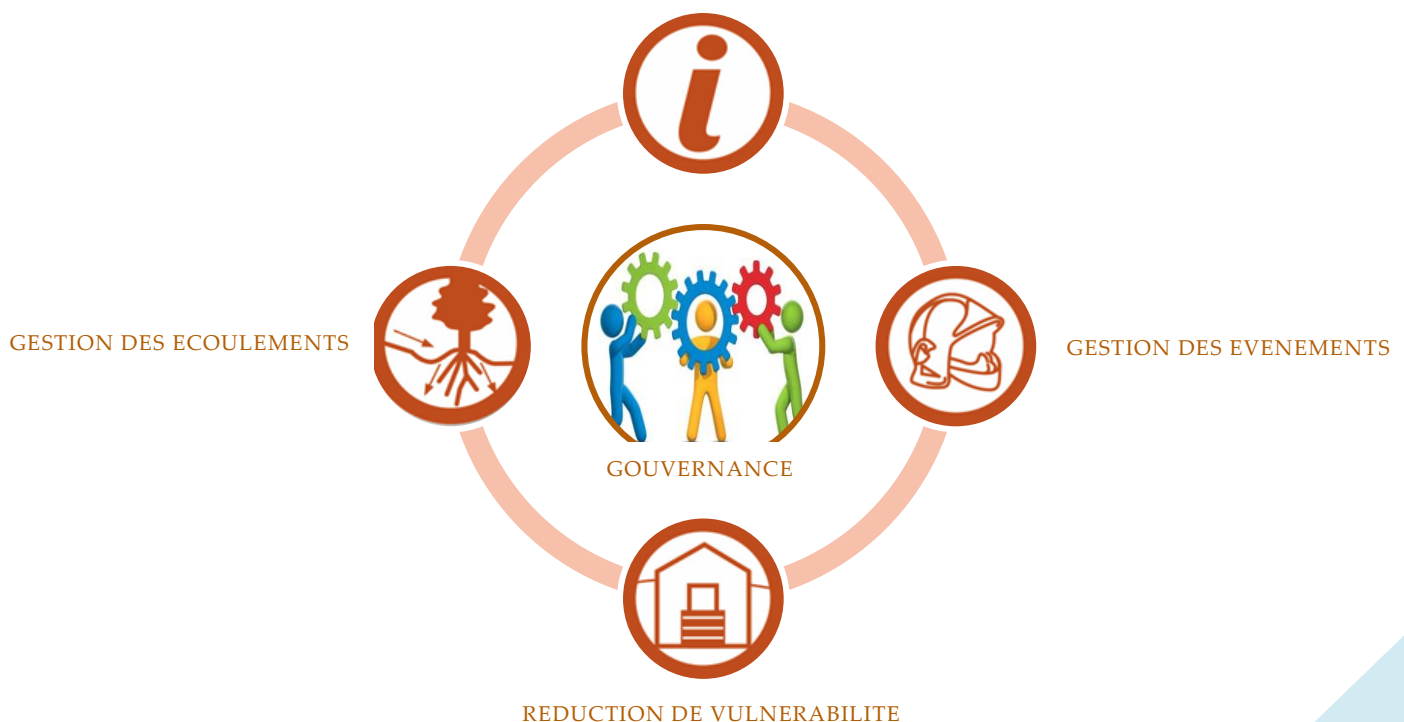 i
GESTION DES ECOULEMENTS
GESTION DES EVENEMENTS
GOUVERNANCE
REDUCTION DE VULNERABILITE